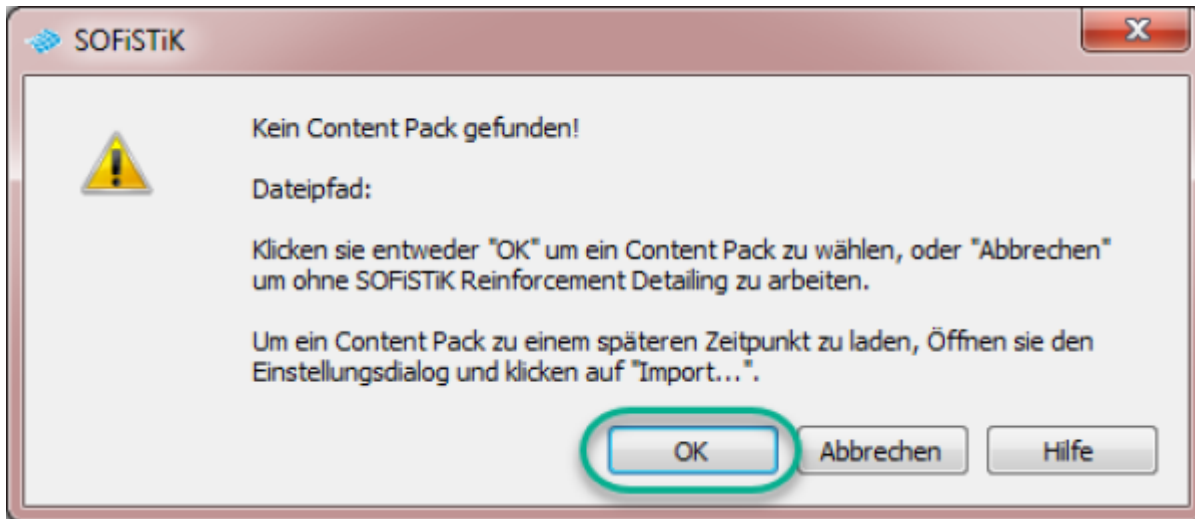 SOFiSTiK
Kein Content Pack gefunden!
Dateipfad:
Klicken sie entweder "OK" um ein Content Pack zu wählen, oder "Abbrechen"
um ohne SOFiSTiK Reinforcement Detailing zu arbeiten.
Um ein Content Pack zu einem späteren Zeitpunkt zu laden, Öffnen sie den
Einstellungsdialog und klicken auf "Import...".
OK Abbrechen Hilfe